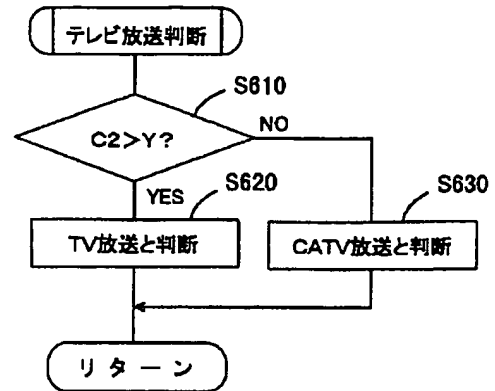 テレビ放送判断
S610
C2>Y?
NO
YES
S620
S630
TV放送と判断
CATV放送と判断
リターン